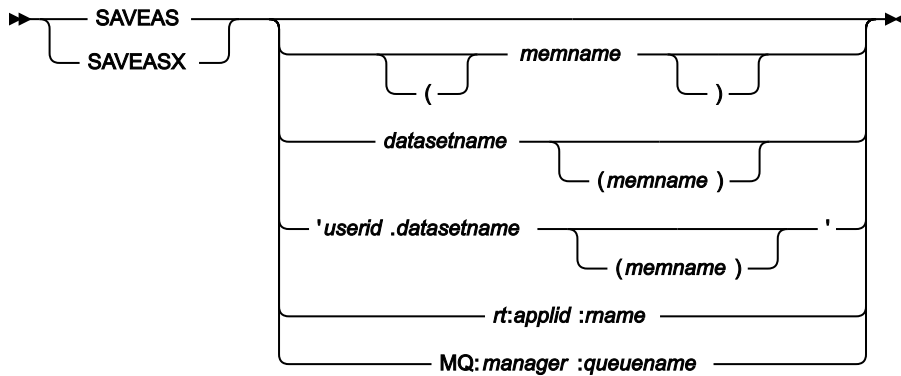 SAVEAS
SAVEASX
memname
( )
datasetname
(memname )
'userid .datasetname '
(memname )
rt:applid :rname
MQ:manager :queuename